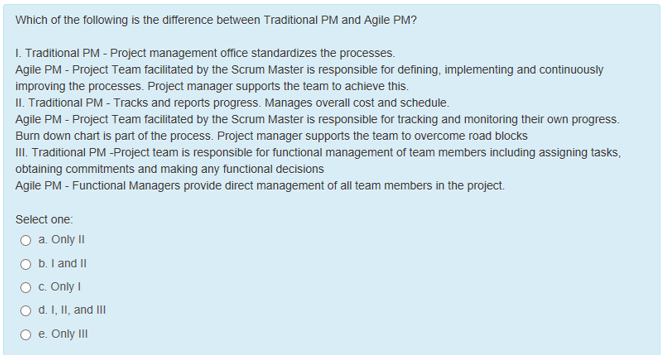 Which of the following is the difference between Traditional PM and Agile PM?
I. Traditional PM - Project management office standardizes the processes.
Agile PM - Project Team facilitated by the Scrum Master is responsible for defining, implementing and continuously
improving the processes. Project manager supports the team to achieve this.
II. Traditional PM - Tracks and reports progress. Manages overall cost and schedule.
Agile PM - Project Team facilitated by the Scrum Master is responsible for tracking and monitoring their own progress.
Burn down chart is part of the process. Project manager supports the team to overcome road blocks
III. Traditional PM -Project team is responsible for functional management of team members including assigning tasks,
obtaining commitments and making any functional decisions
Agile PM - Functional Managers provide direct management of all team members in the project.
Select one:
a. Only II
b. I and II
c. Only I
d. I, II, and III
e. Only III